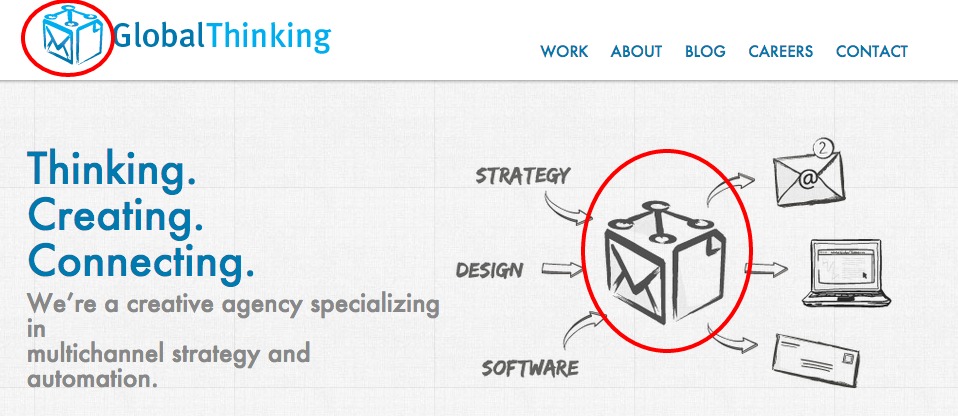 GlobalThinking
WORK ABOUT BLOG CAREERS CONTACT
Thinking.
Creating.
Connecting.
We're a creative agency specializing
in
multichannel strategy and
automation.
STRATEGY
DESIGN
SOFTWARE
2
@